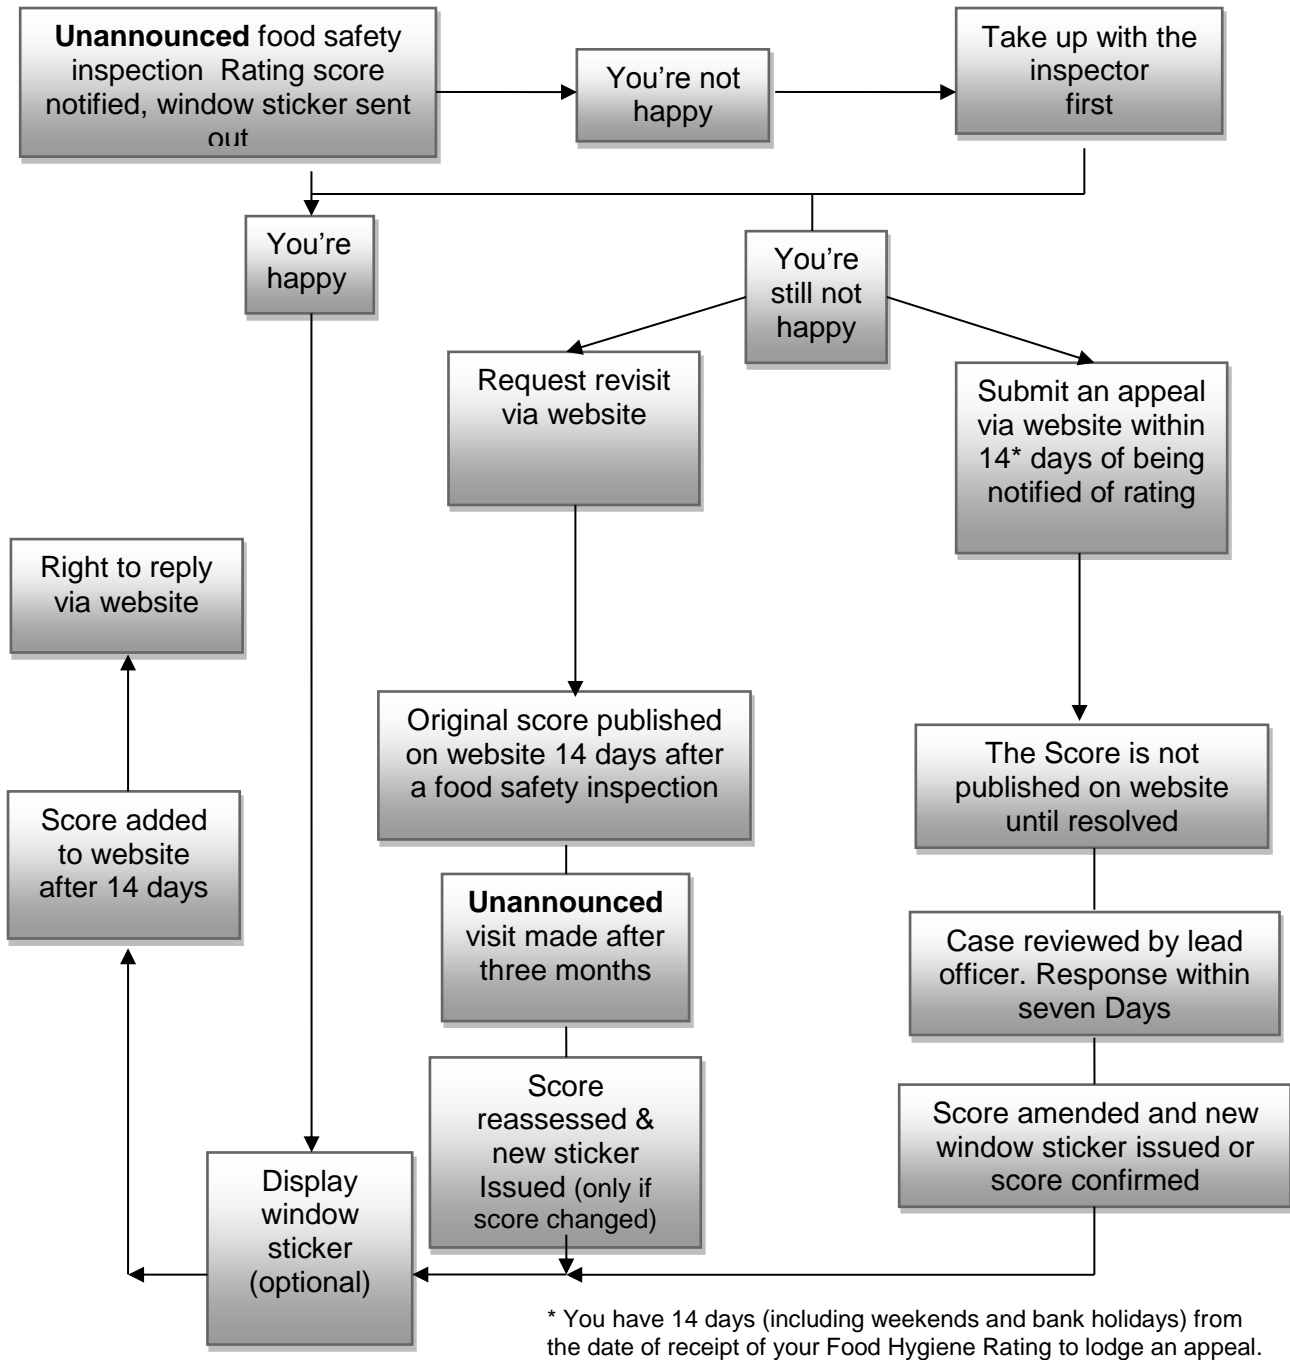 Unannounced food safety
inspection Rating score
notified, window sticker sent
out
You're not
happy
Take up with the
inspector
first
You're
happy
You're
still not
happy
Request revisit
via website
Submit an appeal
via website within
14* days of being
notified of rating
Right to reply
via website
Original score published
on website 14 days after
a food safety inspection
The Score is not
published on website
until resolved
Score added
to website
after 14 days
Unannounced
visit made after
three months
Case reviewed by lead
officer. Response within
seven Days
Score
reassessed &
new sticker
Issued (only if
score changed)
Score amended and new
window sticker issued or
score confirmed
Display
window
sticker
(optional)
* You have 14 days (including weekends and bank holidays) from
the date of receipt of your Food Hygiene Rating to lodge an appeal.